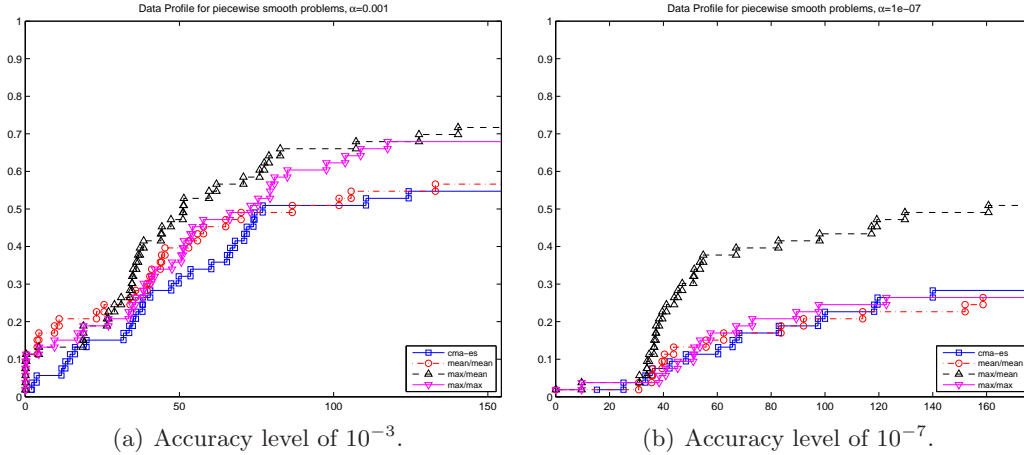 Data Profile for piecewise smooth problems, α=0.001
1
0.9
0.8
0.7
0.6
0.5
0.4
0.3
0.2
0.1
0
0
50
100
150
cma−es
mean/mean
max/mean
max/max
(a) Accuracy level of 10⁻³.
Data Profile for piecewise smooth problems, α=1e−07
1
0.9
0.8
0.7
0.6
0.5
0.4
0.3
0.2
0.1
0
0
20
40
60
80
100
120
140
160
cma−es
mean/mean
max/mean
max/max
(b) Accuracy level of 10⁻⁷.